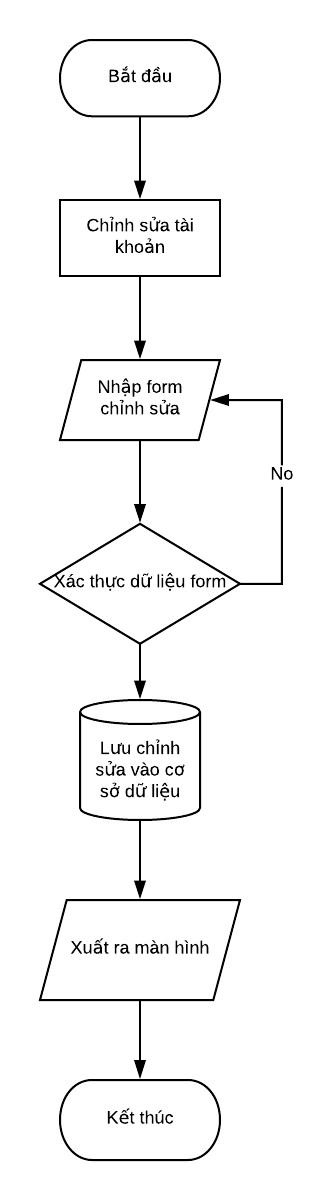 Bắt đầu
Chỉnh sửa tài
khoản
Nhập form
chỉnh sửa
No
Xác thực dữ liệu form
Lưu chỉnh
sửa vào cơ
sở dữ liệu
Xuất ra màn hình
Kết thúc